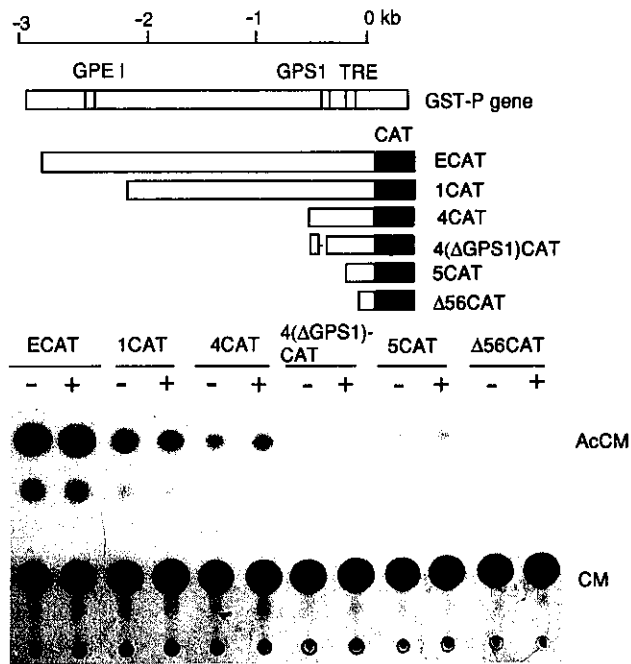 -3 -2 -1 0 kb
GPE I GPS1 TRE
GST-P gene
CAT
ECAT
1CAT
4CAT
4(ΔGPS1)CAT
5CAT
Δ56CAT
ECAT 1CAT 4CAT 4(ΔGPS1)-CAT 5CAT Δ56CAT
- + - + - + - + - + - +
AcCM
CM